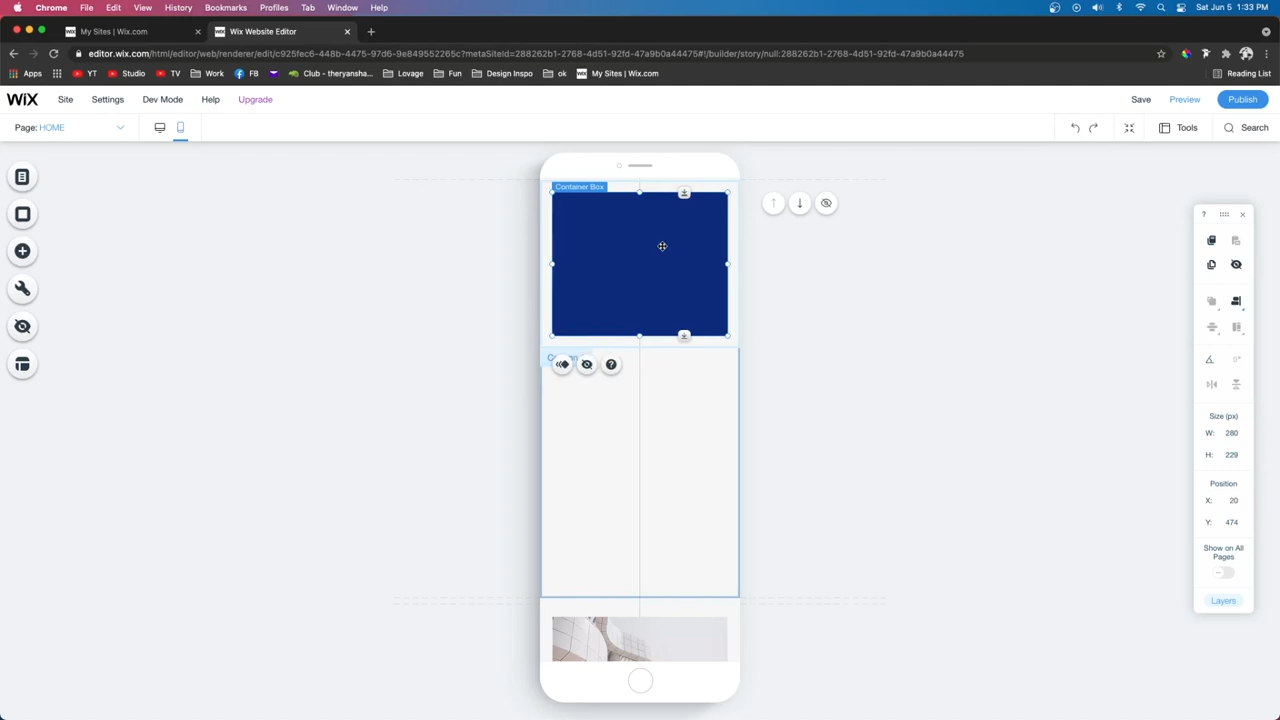 Chrome File Edit View History Bookmarks Profiles Tab Window Help
Sat Jun 5 1:33 PM
My Sites | Wix.com
Wix Website Editor
editor.wix.com/html/editor/web/renderer/edit/c925fec6-448b-4475-97d6-9e849552265c?metaSiteId=288262b1-2768-4d51-92fd-47a9b0a44475#!/builder/story/null:288262b1-2768-4d51-92fd-47a9b0a44475
Apps YT Studio TV Work FB Club - theryansha... Lovage Fun Design Inspo ok My Sites | Wix.com Reading List
WiX Site Settings Dev Mode Help Upgrade Save Preview Publish
Page: HOME Tools Search
Container Box
?
Size (px)
W: 280
H: 229
Position
X: 20
Y: 474
Show on All
Pages
Layers
0°